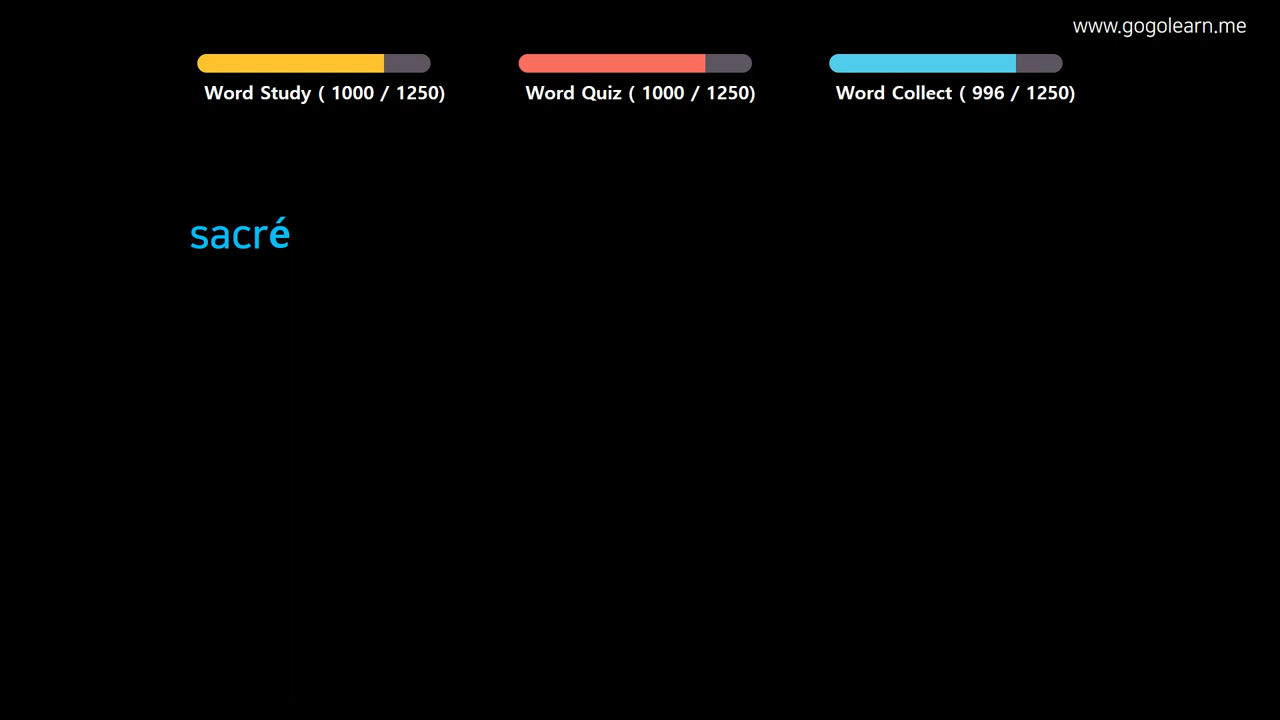 www.gogolearn.me
Word Study ( 1000 / 1250)
Word Quiz ( 1000 / 1250)
Word Collect ( 996 / 1250)
sacré